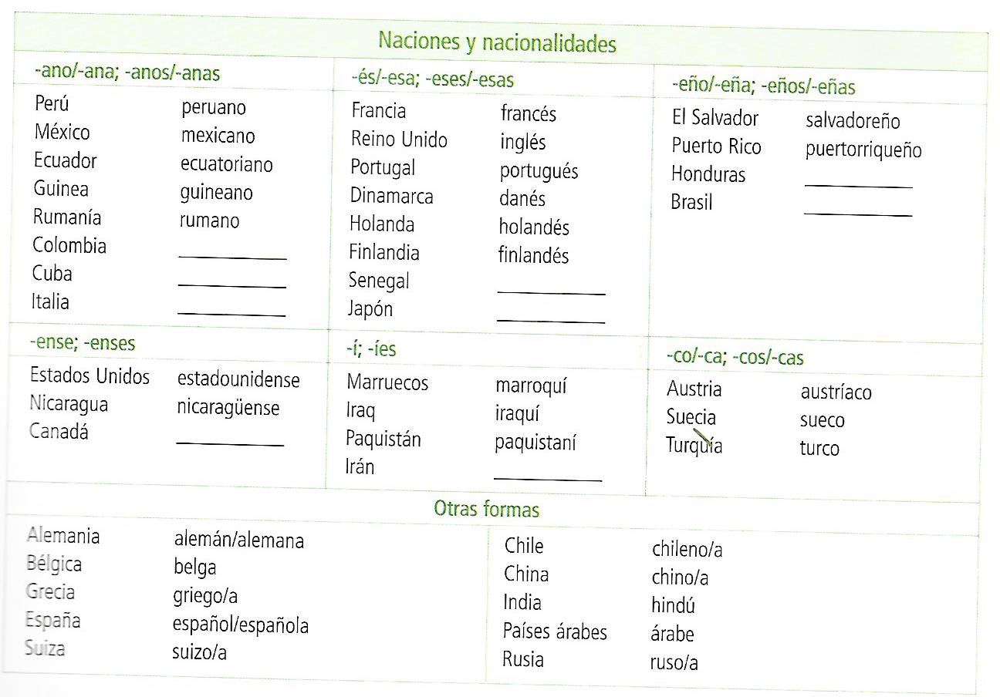 Naciones y nacionalidades
-ano/-ana; -anos/-anas
Perú peruano
México mexicano
Ecuador ecuatoriano
Guinea guineano
Rumanía rumano
Colombia
Cuba
Italia
-és/-esa; -eses/-esas
Francia francés
Reino Unido inglés
Portugal portugués
Dinamarca danés
Holanda holandés
Finlandia finlandés
Senegal
Japón
-eño/-eña; -eños/-eñas
El Salvador salvadoreño
Puerto Rico puertorriqueño
Honduras
Brasil
-ense; -enses
Estados Unidos estadounidense
Nicaragua nicaragüense
Canadá
-í; -íes
Marruecos marroquí
Iraq iraquí
Paquistán paquistaní
Irán
-co/-ca; -cos/-cas
Austria austríaco
Suecia sueco
Turquía turco
Otras formas
Alemania alemán/alemana
Bélgica belga
Grecia griego/a
España español/española
Suiza suizo/a
Chile chileno/a
China chino/a
India hindú
Países árabes árabe
Rusia ruso/a